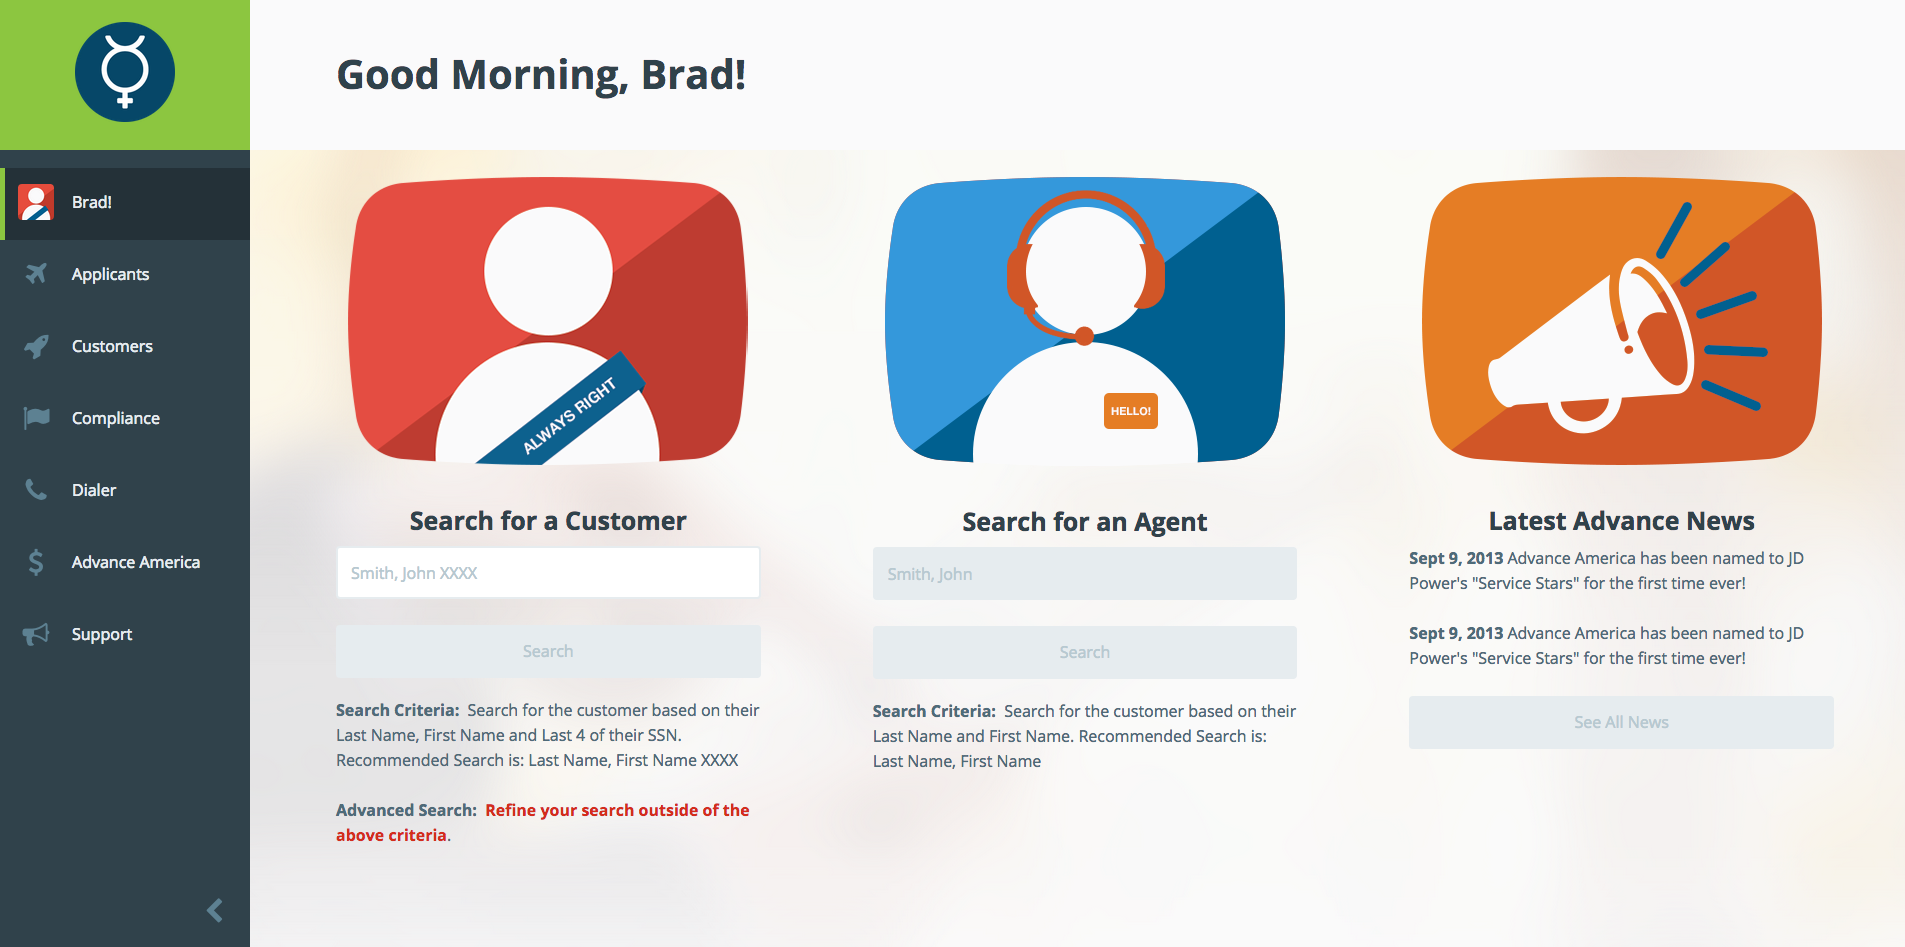 Good Morning, Brad!
Brad!
Applicants
Customers
Compliance
Dialer
Advance America
Support
ALWAYS RIGHT
Search for a Customer
Smith, John XXXX
Search
Search Criteria: Search for the customer based on their
Last Name, First Name and Last 4 of their SSN.
Recommended Search is: Last Name, First Name XXXX
Advanced Search: Refine your search outside of the
above criteria.
HELLO!
Search for an Agent
Smith, John
Search
Search Criteria: Search for the customer based on their
Last Name and First Name. Recommended Search is:
Last Name, First Name
Latest Advance News
Sept 9, 2013 Advance America has been named to JD
Power's "Service Stars" for the first time ever!
Sept 9, 2013 Advance America has been named to JD
Power's "Service Stars" for the first time ever!
See All News